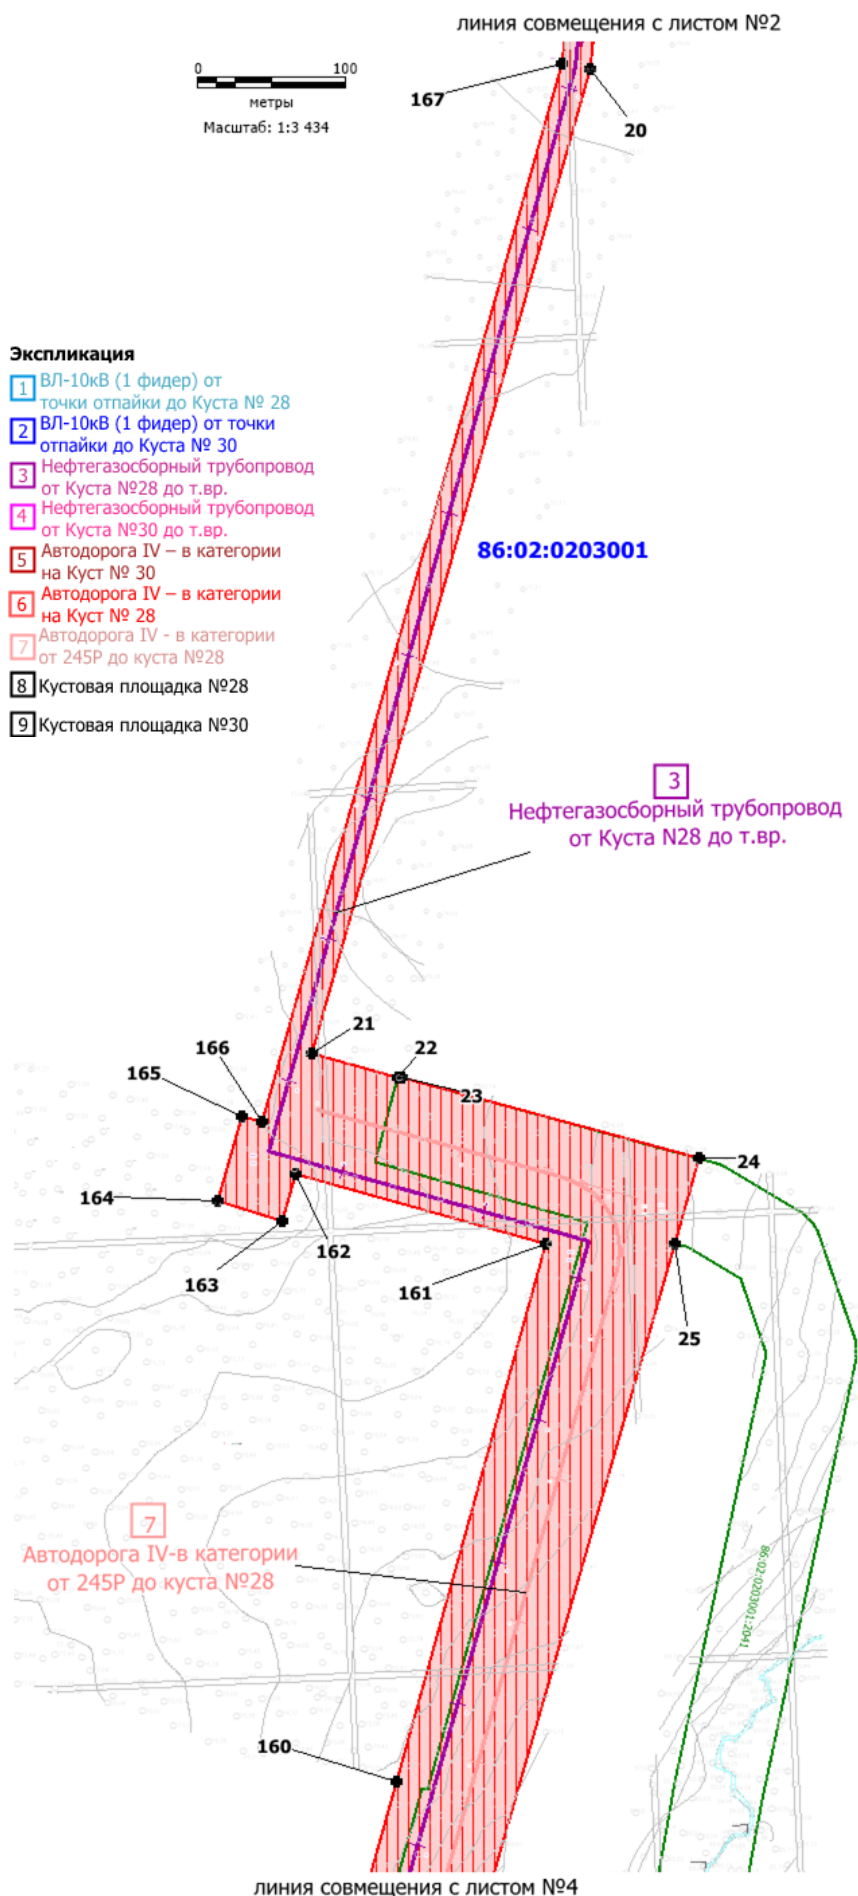 линия совмещения с листом №2
0 100
метры
Масштаб: 1:3 434
167
20
Экспликация
1 ВЛ-10кВ (1 фидер) от
точки отпайки до Куста № 28
2 ВЛ-10кВ (1 фидер) от точки
отпайки до Куста № 30
3 Нефтегазосборный трубопровод
от Куста №28 до т.вр.
4 Нефтегазосборный трубопровод
от Куста №30 до т.вр.
5 Автодорога IV – в категории
на Куст № 30
6 Автодорога IV – в категории
на Куст № 28
7 Автодорога IV - в категории
от 245Р до куста №28
8 Кустовая площадка №28
9 Кустовая площадка №30
86:02:0203001
3
Нефтегазосборный трубопровод
от Куста N28 до т.вр.
21
22
166
165
23
24
164
162
163
161
25
7
Автодорога IV-в категории
от 245Р до куста №28
86:02:0203001:2041
160
линия совмещения с листом №4